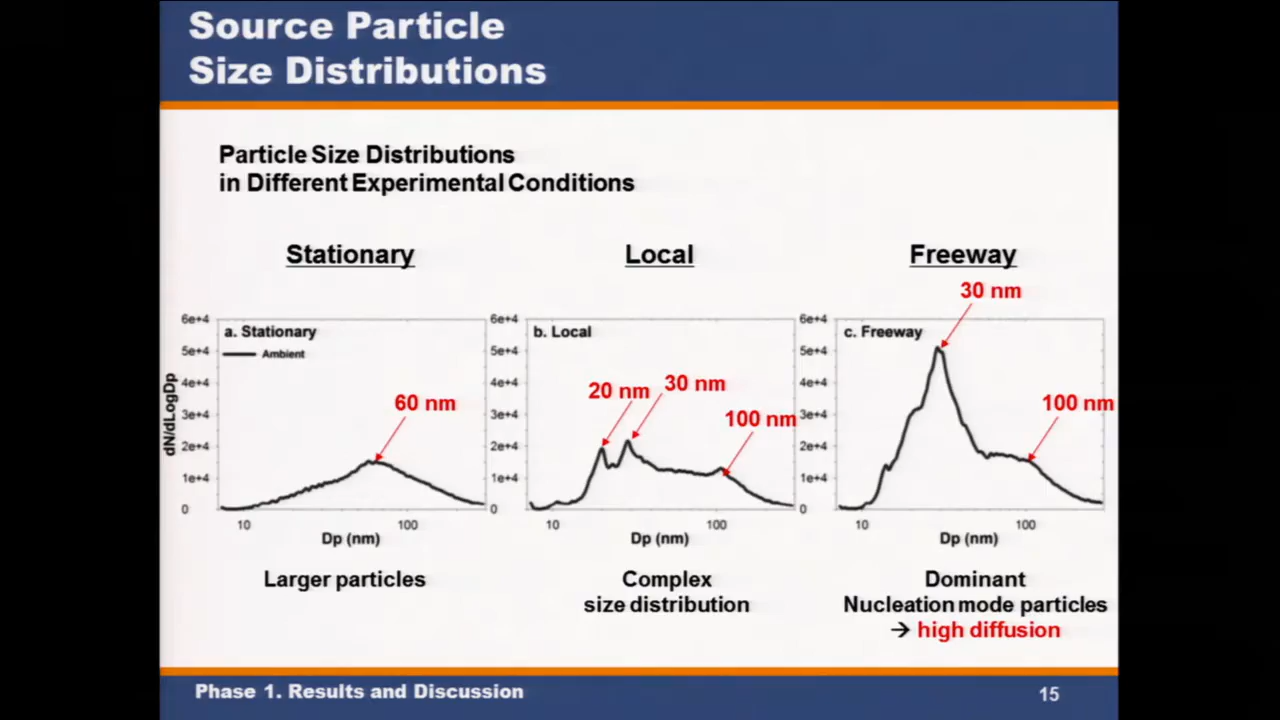 Source Particle
Size Distributions
Particle Size Distributions
in Different Experimental Conditions
Stationary
Local
Freeway
30 nm
6e+4
a. Stationary
Ambient
5e+4
4e+4
3e+4
2e+4
1e+4
0
dN/dLogDp
60 nm
10
100
Dp (nm)
6e+4
b. Local
5e+4
4e+4
3e+4
2e+4
1e+4
0
20 nm
30 nm
100 nm
10
100
Dp (nm)
6e+4
c. Freeway
5e+4
4e+4
3e+4
2e+4
1e+4
0
100 nm
10
100
Dp (nm)
Larger particles
Complex
size distribution
Dominant
Nucleation mode particles
→ high diffusion
Phase 1. Results and Discussion
15